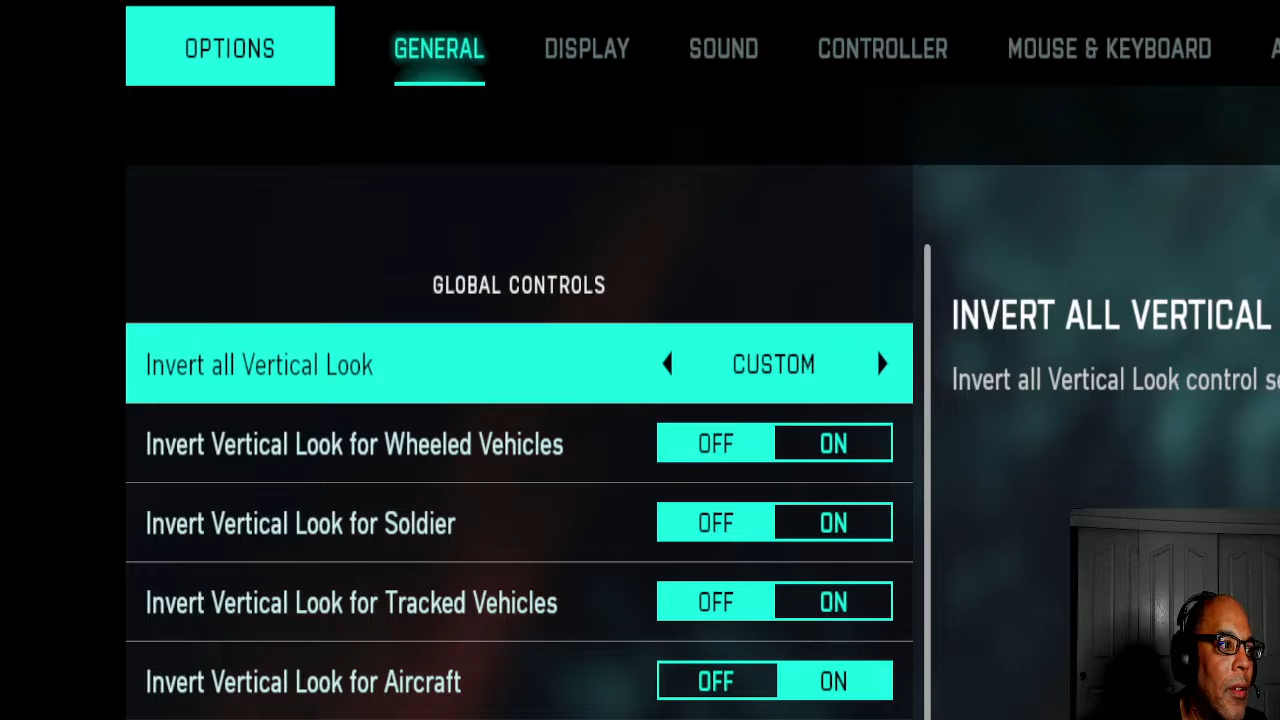 OPTIONS GENERAL DISPLAY SOUND CONTROLLER MOUSE & KEYBOARD
GLOBAL CONTROLS
Invert all Vertical Look CUSTOM
Invert Vertical Look for Wheeled Vehicles OFF ON
Invert Vertical Look for Soldier OFF ON
Invert Vertical Look for Tracked Vehicles OFF ON
Invert Vertical Look for Aircraft OFF ON
INVERT ALL VERTICAL
Invert all Vertical Look control